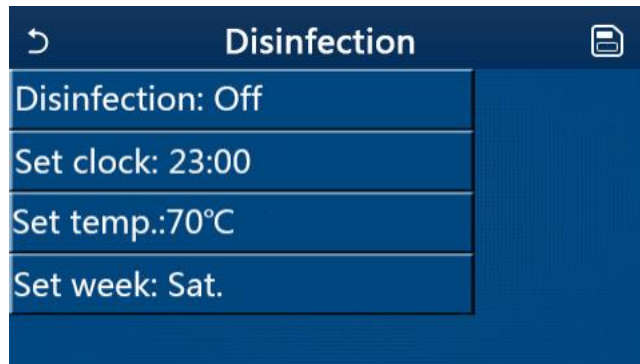 Disinfection
Disinfection: Off
Set clock: 23:00
Set temp.:70℃
Set week: Sat.